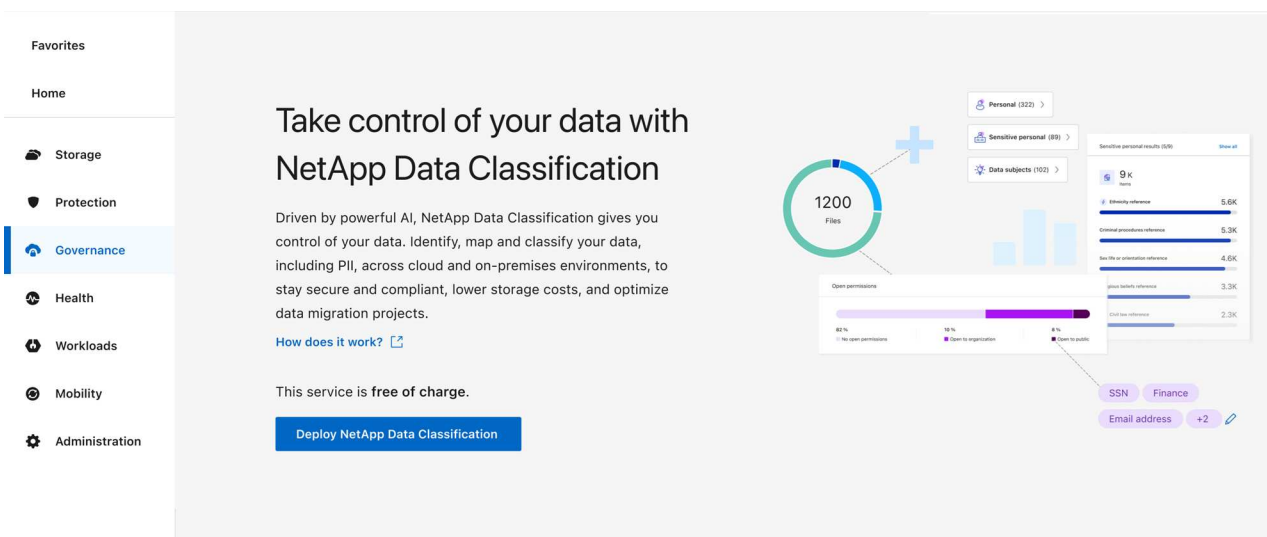 Favorites
Home
Storage
Protection
Governance
Health
Workloads
Mobility
Administration
Take control of your data with
NetApp Data Classification
Driven by powerful AI, NetApp Data Classification gives you
control of your data. Identify, map and classify your data,
including PII, across cloud and on-premises environments, to
stay secure and compliant, lower storage costs, and optimize
data migration projects.
How does it work?
This service is free of charge.
Deploy NetApp Data Classification
1200
Files
Personal (322)
Sensitive personal (89)
Data subjects (102)
Sensitive personal results (5/9) Show all
9 K
Items
Ethnicity reference 5.6K
Criminal procedures reference 5.3K
Sex life or orientation reference 4.6K
beliefs reference 3.3K
Civil law reference 2.3K
Open permissions
82 % 10 % 8 %
No open permissions Open to organization Open to public
SSN Finance
Email address +2